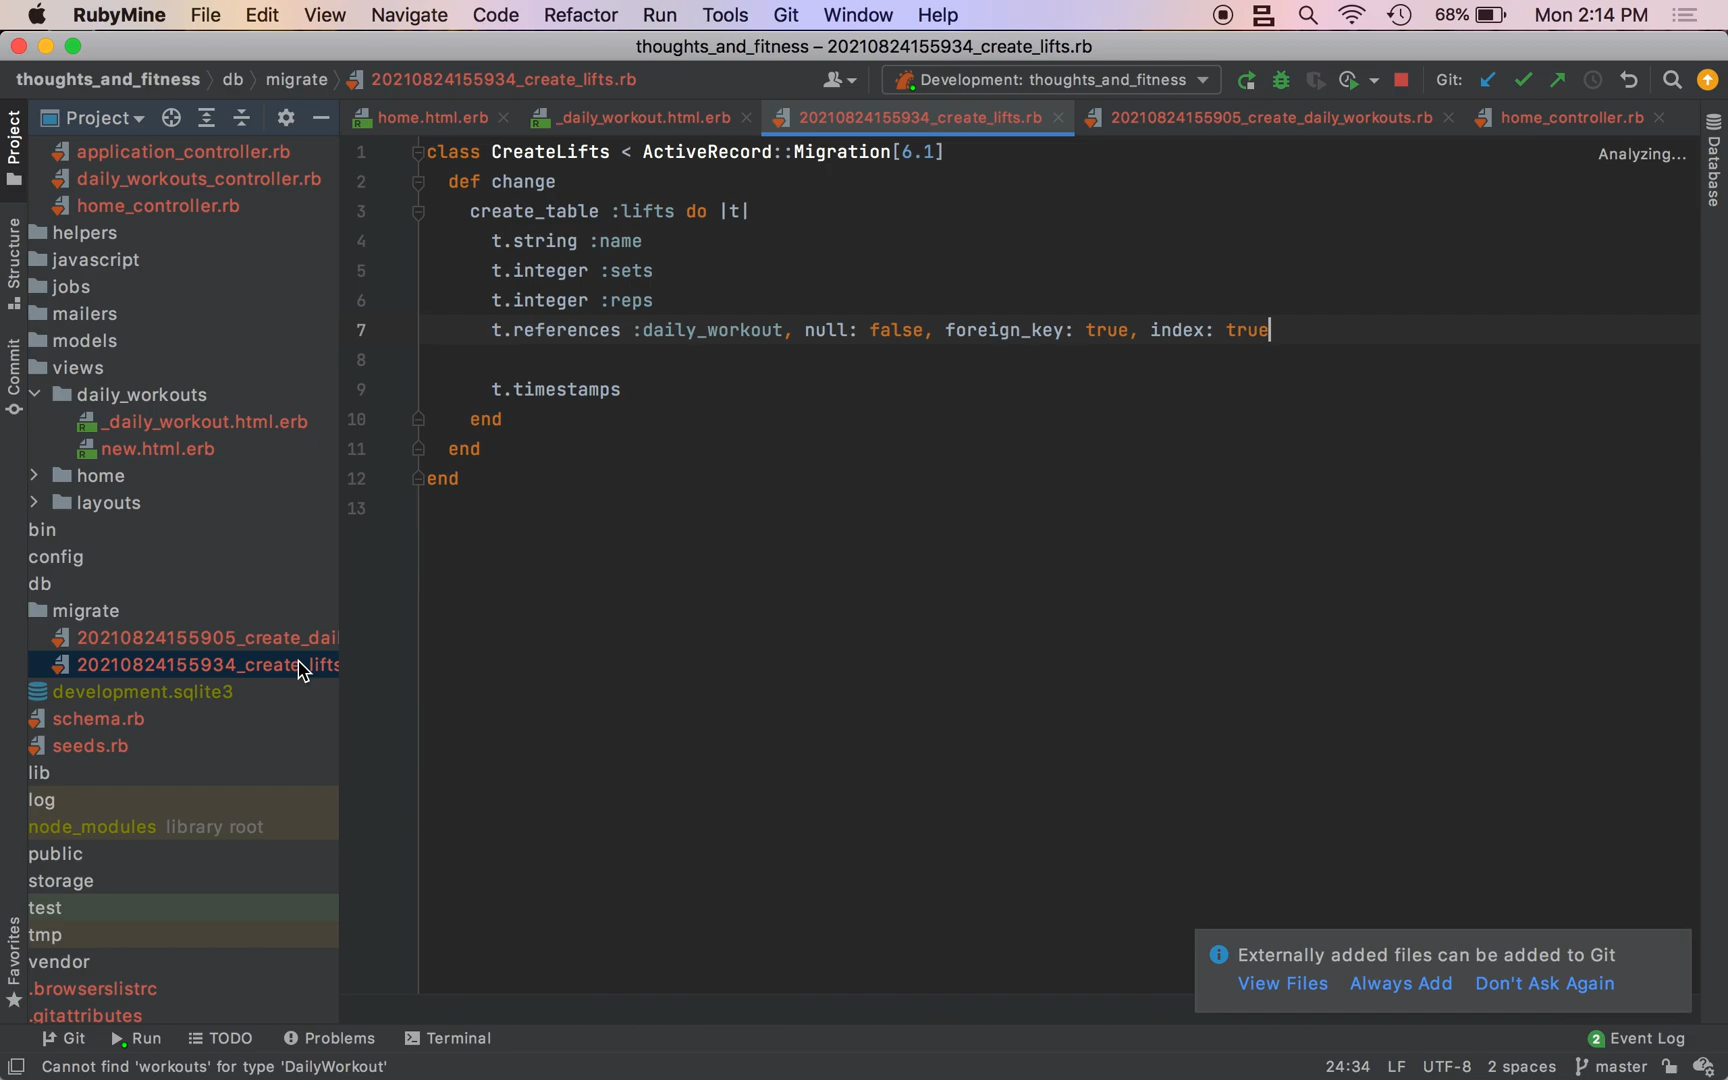 RubyMine File Edit View Navigate Code Refactor Run Tools Git Window Help 68% Mon 2:14 PM
thoughts_and_fitness – 20210824155934_create_lifts.rb
thoughts_and_fitness db migrate 20210824155934_create_lifts.rb Development: thoughts_and_fitness Git:
Project
Project
home.html.erb _daily_workout.html.erb 20210824155934_create_lifts.rb 20210824155905_create_daily_workouts.rb home_controller.rb
Structure
Commit
Favorites
application_controller.rb
daily_workouts_controller.rb
home_controller.rb
helpers
javascript
jobs
mailers
models
views
daily_workouts
_daily_workout.html.erb
new.html.erb
home
layouts
bin
config
db
migrate
20210824155905_create_dail
20210824155934_create_lifts
development.sqlite3
schema.rb
seeds.rb
lib
log
node_modules library root
public
storage
test
tmp
vendor
.browserslistrc
.gitattributes
1 class CreateLifts < ActiveRecord::Migration[6.1]
2 def change
3 create_table :lifts do |t|
4 t.string :name
5 t.integer :sets
6 t.integer :reps
7 t.references :daily_workout, null: false, foreign_key: true, index: true
8
9 t.timestamps
10 end
11 end
12 end
13
Analyzing...
Database
Externally added files can be added to Git
View Files Always Add Don't Ask Again
Git Run TODO Problems Terminal 2 Event Log
Cannot find 'workouts' for type 'DailyWorkout' 24:34 LF UTF-8 2 spaces master